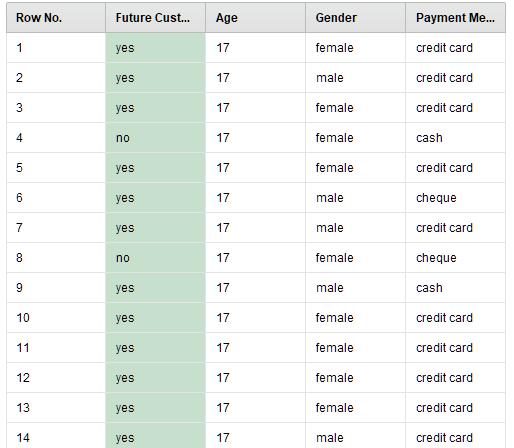 Row No. Future Cust... Age Gender Payment Me...
1 yes 17 female credit card
2 yes 17 male credit card
3 yes 17 female credit card
4 no 17 female cash
5 yes 17 female credit card
6 yes 17 male cheque
7 yes 17 male credit card
8 no 17 female cheque
9 yes 17 male cash
10 yes 17 female credit card
11 yes 17 female credit card
12 yes 17 female credit card
13 yes 17 female credit card
14 yes 17 male credit card